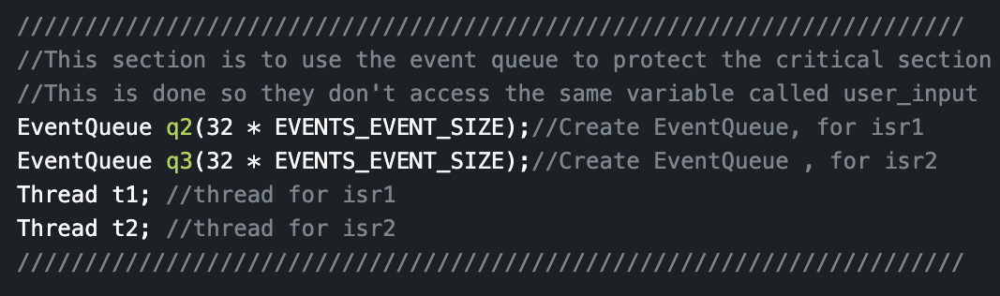 //////////////////////////////////////////////////////////////////////
//This section is to use the event queue to protect the critical section
//This is done so they don't access the same variable called user_input
EventQueue q2(32 * EVENTS_EVENT_SIZE);//Create EventQueue, for isr1
EventQueue q3(32 * EVENTS_EVENT_SIZE);//Create EventQueue , for isr2
Thread t1; //thread for isr1
Thread t2; //thread for isr2
//////////////////////////////////////////////////////////////////////